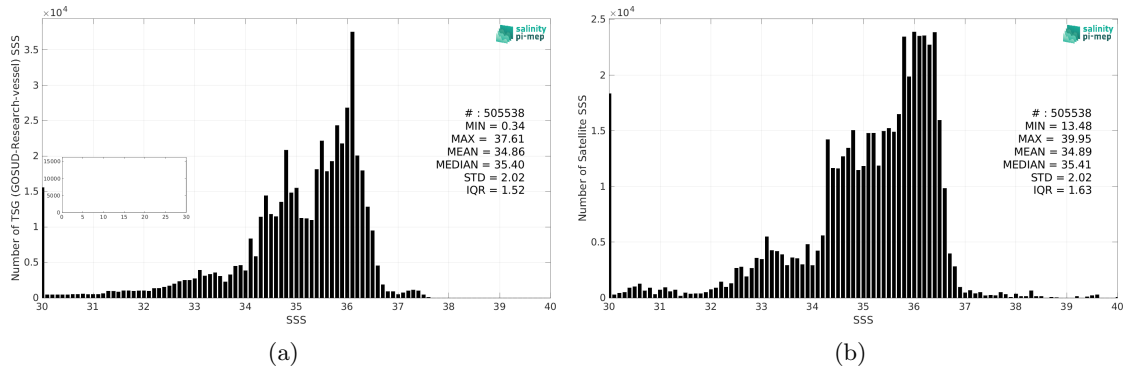 ×10^4
4
3.5
3
2.5
2
1.5
1
0.5
0
Number of TSG (GOSUD-Research-vessel) SSS
salinity
pi-mep
# : 505538
MIN = 0.34
MAX = 37.61
MEAN = 34.86
MEDIAN = 35.40
STD = 2.02
IQR = 1.52
15000
10000
5000
0
0 5 10 15 20 25 30
30 31 32 33 34 35 36 37 38 39 40
SSS
(a)
×10^4
2.5
2
1.5
1
0.5
0
Number of Satellite SSS
salinity
pi-mep
# : 505538
MIN = 13.48
MAX = 39.95
MEAN = 34.89
MEDIAN = 35.41
STD = 2.02
IQR = 1.63
30 31 32 33 34 35 36 37 38 39 40
SSS
(b)